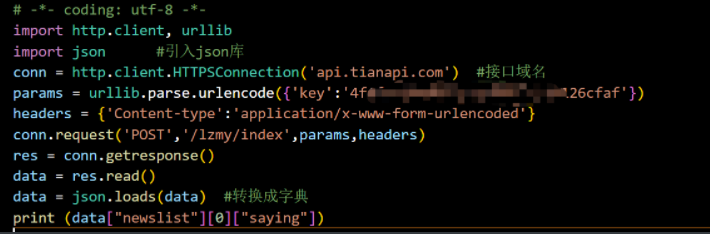 # -*- coding: utf-8 -*-
import http.client, urllib
import json      #引入json库
conn = http.client.HTTPSConnection('api.tianapi.com')  #接口域名
params = urllib.parse.urlencode({'key':'4f 126cfaf'})
headers = {'Content-type':'application/x-www-form-urlencoded'}
conn.request('POST','/lzmy/index',params,headers)
res = conn.getresponse()
data = res.read()
data = json.loads(data)  #转换成字典
print (data["newslist"][0]["saying"])